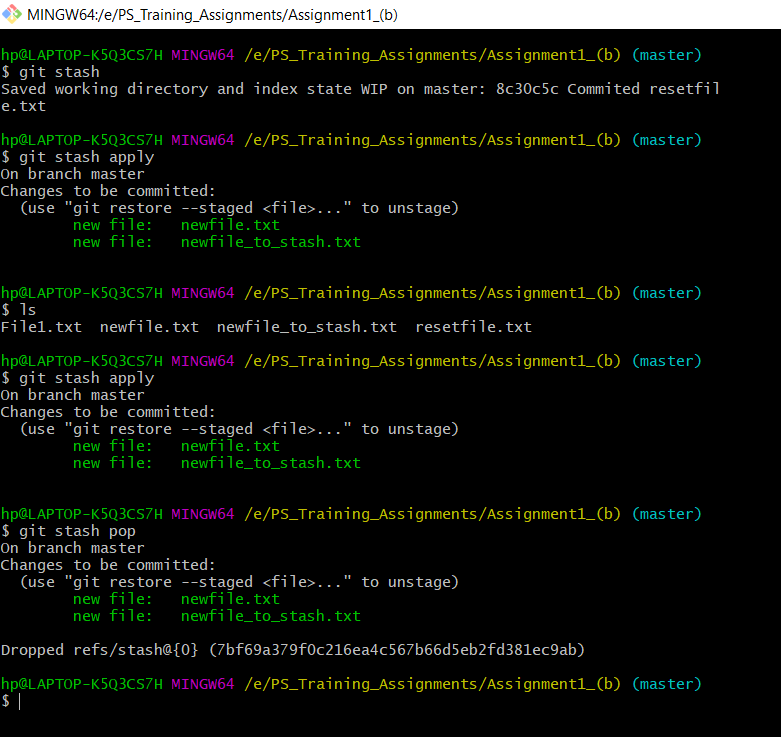 MINGW64:/e/PS_Training_Assignments/Assignment1_(b)
hp@LAPTOP-K5Q3CS7H MINGW64 /e/PS_Training_Assignments/Assignment1_(b) (master)
$ git stash
Saved working directory and index state WIP on master: 8c30c5c Commited resetfil
e.txt
hp@LAPTOP-K5Q3CS7H MINGW64 /e/PS_Training_Assignments/Assignment1_(b) (master)
$ git stash apply
On branch master
Changes to be committed:
  (use "git restore --staged <file>..." to unstage)
        new file:   newfile.txt
        new file:   newfile_to_stash.txt
hp@LAPTOP-K5Q3CS7H MINGW64 /e/PS_Training_Assignments/Assignment1_(b) (master)
$ ls
File1.txt  newfile.txt  newfile_to_stash.txt  resetfile.txt
hp@LAPTOP-K5Q3CS7H MINGW64 /e/PS_Training_Assignments/Assignment1_(b) (master)
$ git stash apply
On branch master
Changes to be committed:
  (use "git restore --staged <file>..." to unstage)
        new file:   newfile.txt
        new file:   newfile_to_stash.txt
hp@LAPTOP-K5Q3CS7H MINGW64 /e/PS_Training_Assignments/Assignment1_(b) (master)
$ git stash pop
On branch master
Changes to be committed:
  (use "git restore --staged <file>..." to unstage)
        new file:   newfile.txt
        new file:   newfile_to_stash.txt
Dropped refs/stash@{0} (7bf69a379f0c216ea4c567b66d5eb2fd381ec9ab)
hp@LAPTOP-K5Q3CS7H MINGW64 /e/PS_Training_Assignments/Assignment1_(b) (master)
$